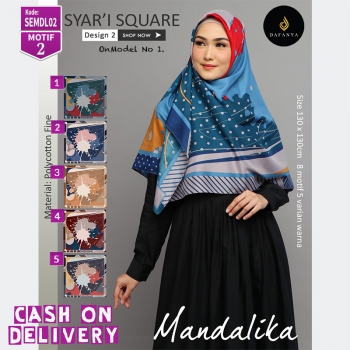 Kode:
SEMDL02
MOTIF
2
SYAR'I SQUARE
Design 2
SHOP NOW
OnModel No 1.
DAFANYA
1
2
3
4
5
Material: Polycotton Fine
Size 130 x 130cm 8 motif 5 varian warna
CASH ON
DELIVERY
Mandalika